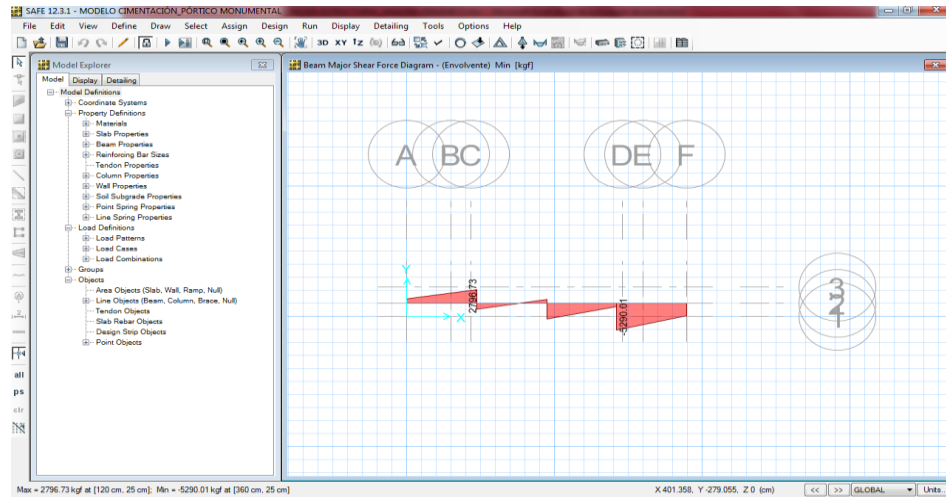 SAFE 12.3.1 - MODELO CIMENTACIÓN_PÓRTICO MONUMENTAL
File Edit View Define Draw Select Assign Design Run Display Detailing Tools Options Help
3D XY
Model Explorer
Model Display Detailing
Model Definitions
Coordinate Systems
Property Definitions
Materials
Slab Properties
Beam Properties
Reinforcing Bar Sizes
Tendon Properties
Column Properties
Wall Properties
Soil Subgrade Properties
Point Spring Properties
Line Spring Properties
Load Definitions
Load Patterns
Load Cases
Load Combinations
Groups
Objects
Area Objects (Slab, Wall, Ramp, Null)
Line Objects (Beam, Column, Brace, Null)
Tendon Objects
Slab Rebar Objects
Design Strip Objects
Point Objects
all
ps
clr
Beam Major Shear Force Diagram - (Envolvente) Min [kgf]
A B C D E F
Y
X
2796.73
-5290.01
3
Max = 2796.73 kgf at [120 cm, 25 cm]; Min = -5290.01 kgf at [360 cm, 25 cm]
X 401.358, Y -279.055, Z 0 (cm)
<< >> GLOBAL Units...